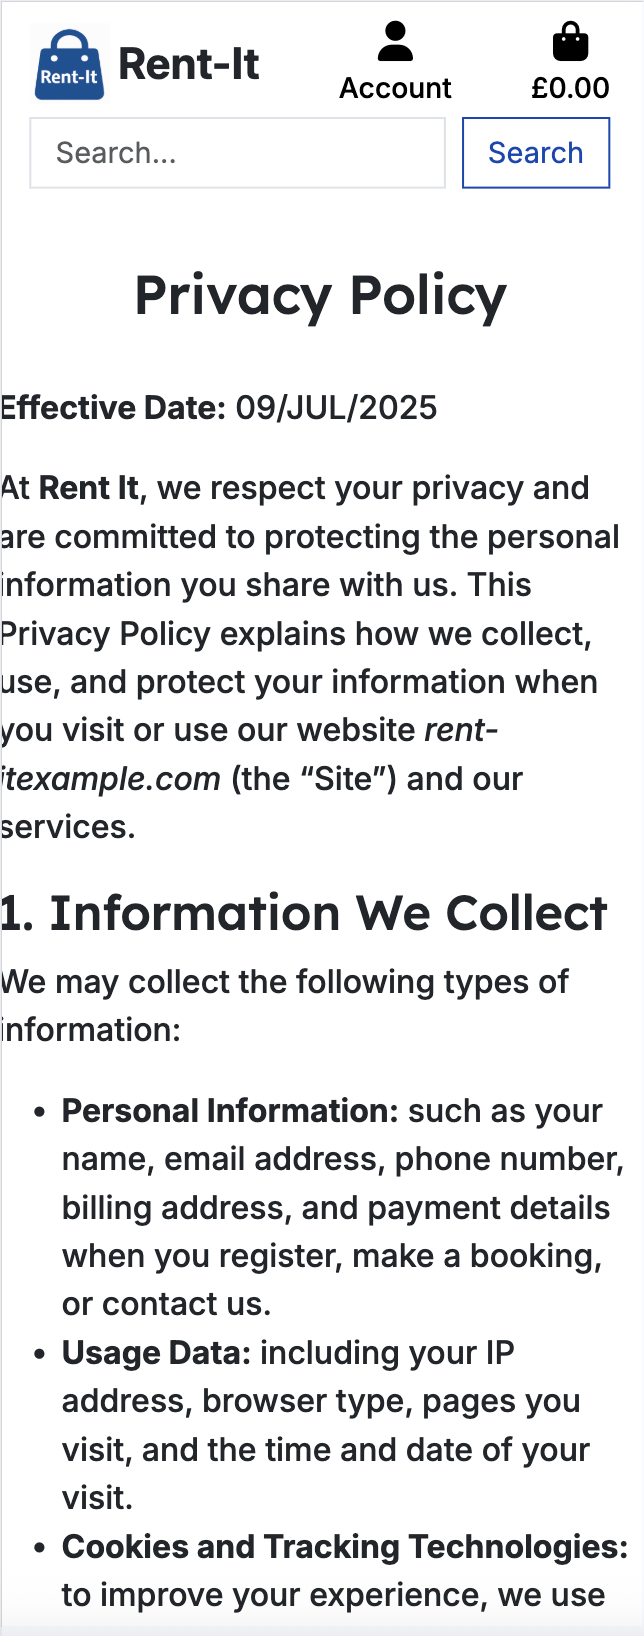 Rent-It
Rent-It
Account
£0.00
Search...
Search
Privacy Policy
Effective Date: 09/JUL/2025
At Rent It, we respect your privacy and
are committed to protecting the personal
information you share with us. This
Privacy Policy explains how we collect,
use, and protect your information when
you visit or use our website rent-
itexample.com (the “Site”) and our
services.
1. Information We Collect
We may collect the following types of
information:
• Personal Information: such as your
name, email address, phone number,
billing address, and payment details
when you register, make a booking,
or contact us.
• Usage Data: including your IP
address, browser type, pages you
visit, and the time and date of your
visit.
• Cookies and Tracking Technologies:
to improve your experience, we use